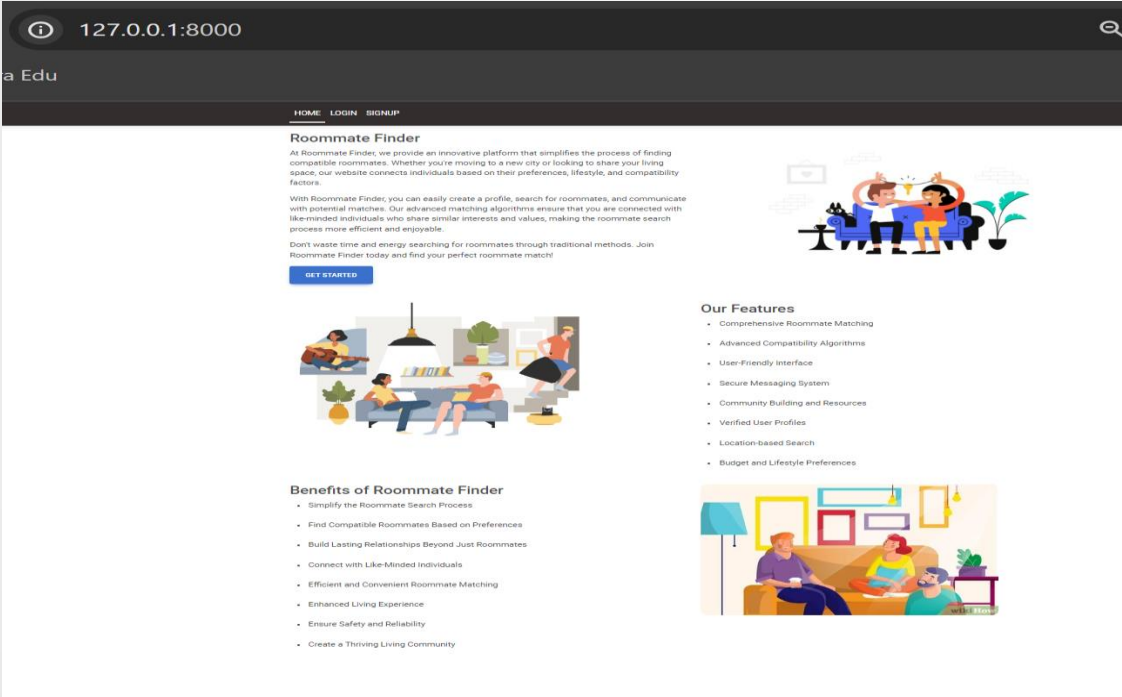 127.0.0.1:8000
ra Edu
HOME LOGIN SIGNUP
Roommate Finder
At Roommate Finder, we provide an innovative platform that simplifies the process of finding
compatible roommates. Whether you're moving to a new city or looking to share your living
space, our website connects individuals based on their preferences, lifestyle, and compatibility
factors.
With Roommate Finder, you can easily create a profile, search for roommates, and communicate
with potential matches. Our advanced matching algorithms ensure that you are connected with
like-minded individuals who share similar interests and values, making the roommate search
process more efficient and enjoyable.
Don't waste time and energy searching for roommates through traditional methods. Join
Roommate Finder today and find your perfect roommate match!
GET STARTED
Our Features
• Comprehensive Roommate Matching
• Advanced Compatibility Algorithms
• User-Friendly Interface
• Secure Messaging System
• Community Building and Resources
• Verified User Profiles
• Location-based Search
• Budget and Lifestyle Preferences
Benefits of Roommate Finder
• Simplify the Roommate Search Process
• Find Compatible Roommates Based on Preferences
• Build Lasting Relationships Beyond Just Roommates
• Connect with Like-Minded Individuals
• Efficient and Convenient Roommate Matching
• Enhanced Living Experience
• Ensure Safety and Reliability
• Create a Thriving Living Community
wikiHow